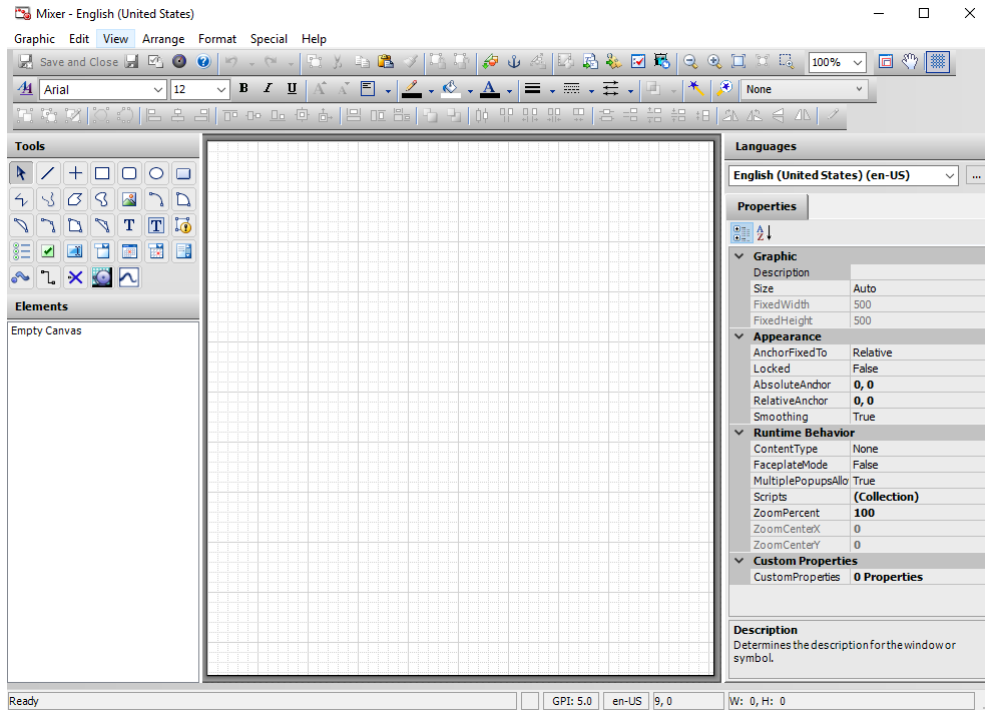 Mixer - English (United States)
Graphic Edit View Arrange Format Special Help
Save and Close 100%
Arial 12 B I U A A A None
Tools
T T
Elements
Empty Canvas
Languages
English (United States) (en-US) ...
Properties
Graphic
Description
Size Auto
FixedWidth 500
FixedHeight 500
Appearance
AnchorFixedTo Relative
Locked False
AbsoluteAnchor 0, 0
RelativeAnchor 0, 0
Smoothing True
Runtime Behavior
ContentType None
FaceplateMode False
MultiplePopupsAllo True
Scripts (Collection)
ZoomPercent 100
ZoomCenterX 0
ZoomCenterY 0
Custom Properties
CustomProperties 0 Properties
Description
Determines the description for the window or
symbol.
Ready GPI: 5.0 en-US 9, 0 W: 0, H: 0